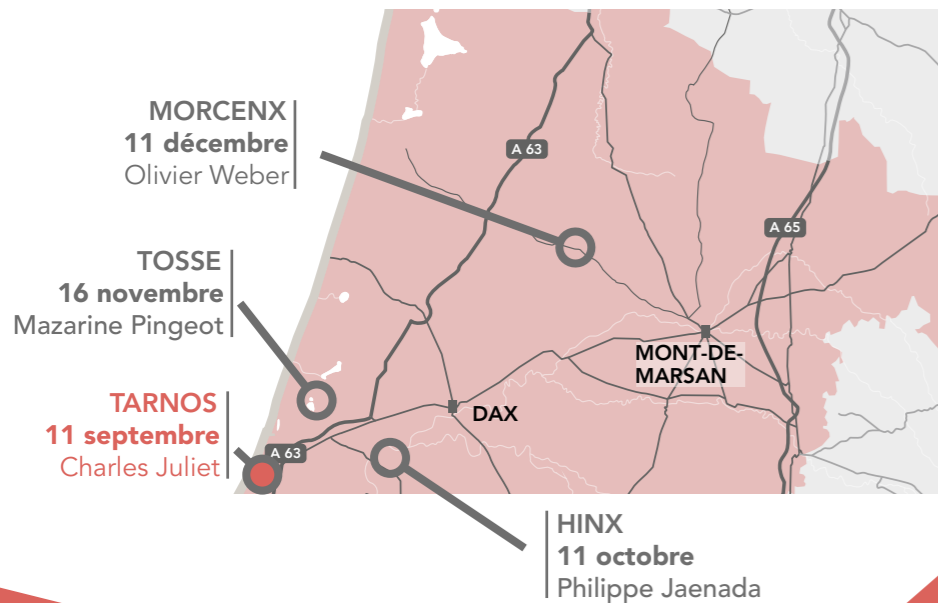 MORCENX
11 décembre
Olivier Weber
A 63
A 65
TOSSE
16 novembre
Mazarine Pingeot
MONT-DE-
MARSAN
DAX
TARNOS
11 septembre
Charles Juliet
A 63
HINX
11 octobre
Philippe Jaenada